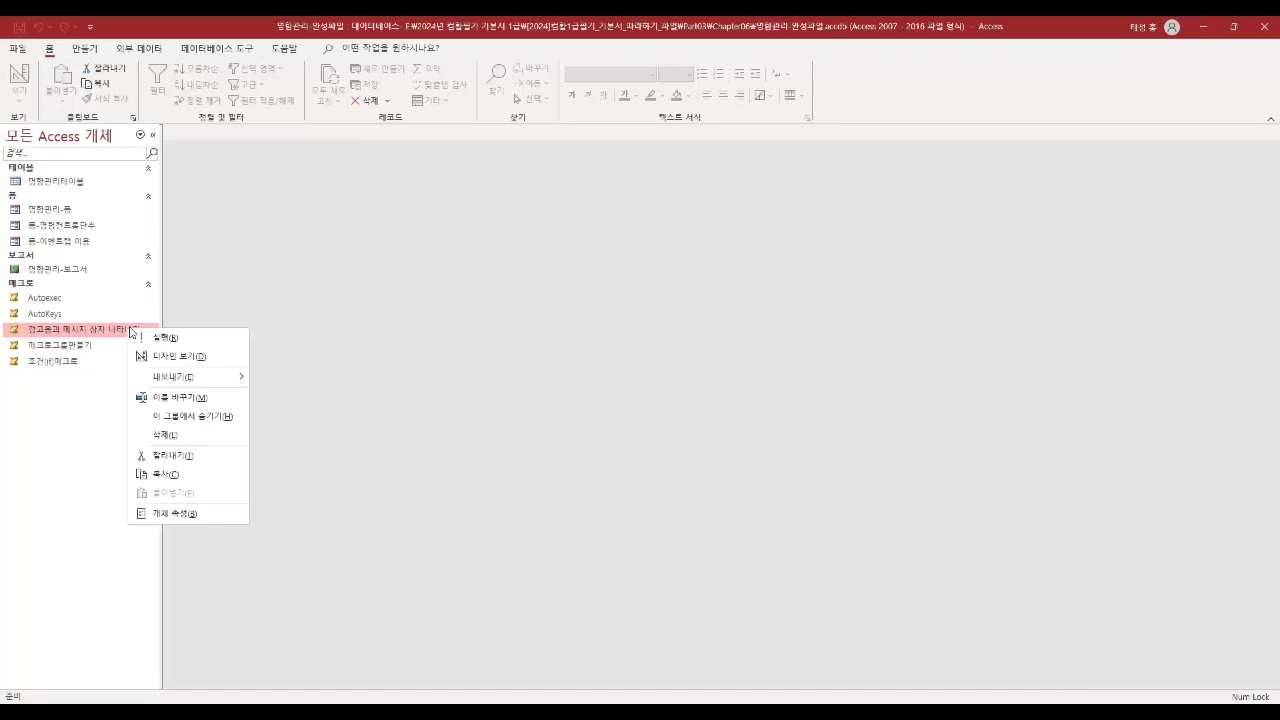 명함관리-완성파일 : 데이터베이스- E:₩2024년 컴활필기 기본서 1급₩[2024]컴활1급필기_기본서_따라하기_파일₩Part03₩Chapter06₩명함관리-완성파일.accdb (Access 2007 - 2016 파일 형식) - Access
태성 홍
파일 홈 만들기 외부 데이터 데이터베이스 도구 도움말 어떤 작업을 원하시나요?
보기
붙여넣기
잘라내기
복사
서식 복사
클립보드
필터
오름차순
내림차순
정렬 제거
선택 영역
고급
필터 적용/해제
정렬 및 필터
모두 새로
고침
새로 만들기
저장
삭제
요약
맞춤법 검사
기타
레코드
찾기
바꾸기
이동
선택
찾기
가 가 가 가
텍스트 서식
모든 Access 개체
검색...
테이블
명함관리테이블
폼
명함관리-폼
폼-명령컨트롤단추
폼-이벤트탭 이용
보고서
명함관리-보고서
매크로
Autoexec
AutoKeys
경고음과 메시지 상자 나타
매크로그룹만들기
조건(if)매크로
실행(R)
디자인 보기(D)
내보내기(E)
이름 바꾸기(M)
이 그룹에서 숨기기(H)
삭제(L)
잘라내기(T)
복사(C)
붙여넣기(P)
개체 속성(B)
준비
Num Lock